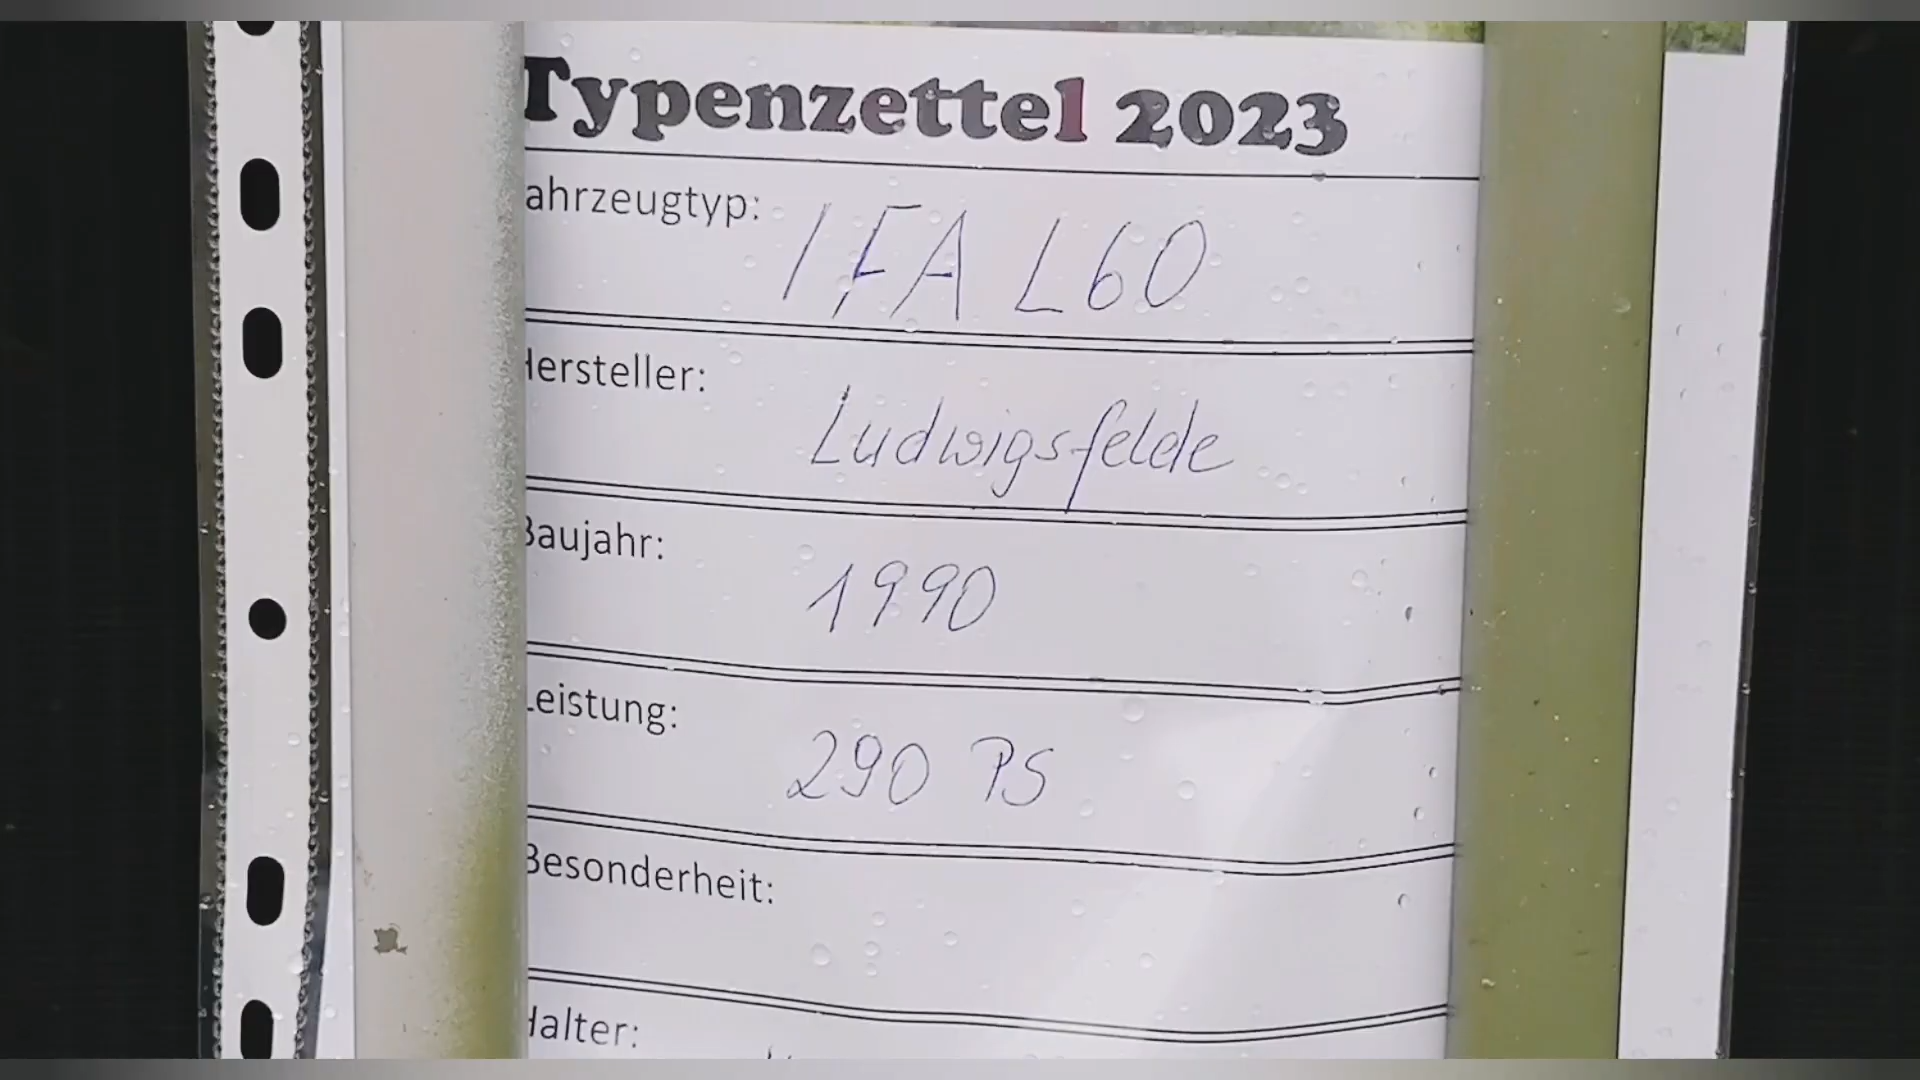 Typenzettel 2023
ahrzeugtyp:
IFA L60
Hersteller:
Ludwigsfelde
Baujahr:
1990
Leistung:
290 PS
Besonderheit:
Halter: